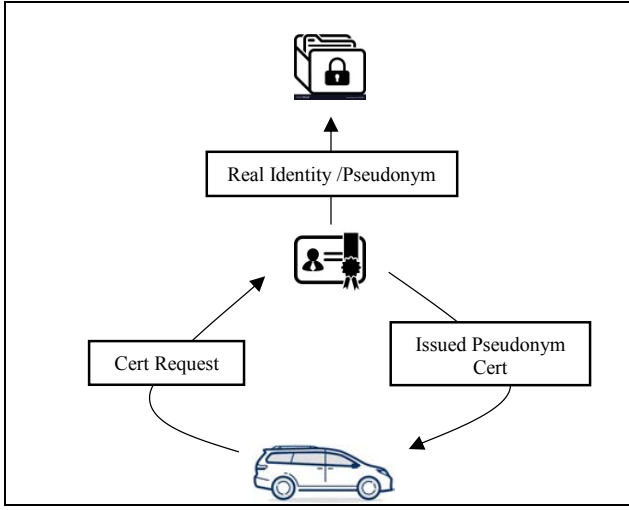 Real Identity /Pseudonym
Cert Request
Issued Pseudonym
Cert